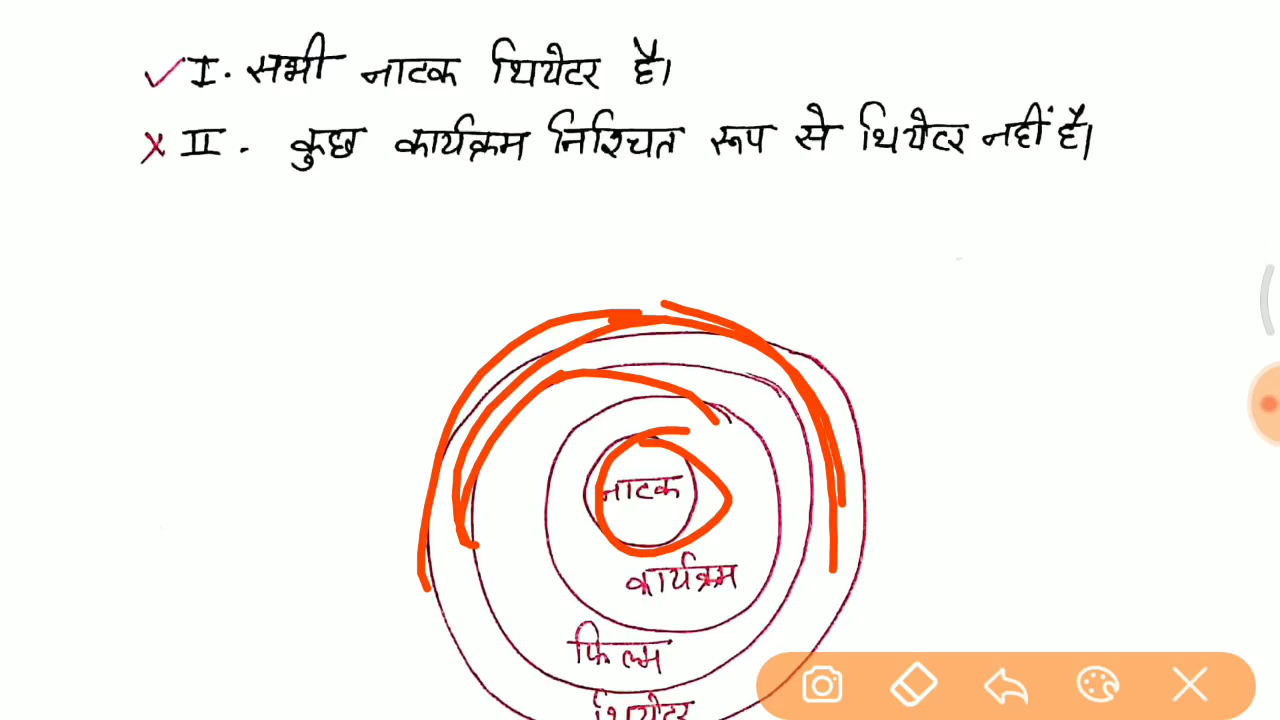 ✓ I. सभी नाटक थियेटर है।
✗ II. कुछ कार्यक्रम निश्चित रूप से थियेटर नहीं है।
नाटक
कार्यक्रम
फिल्म
थियेटर